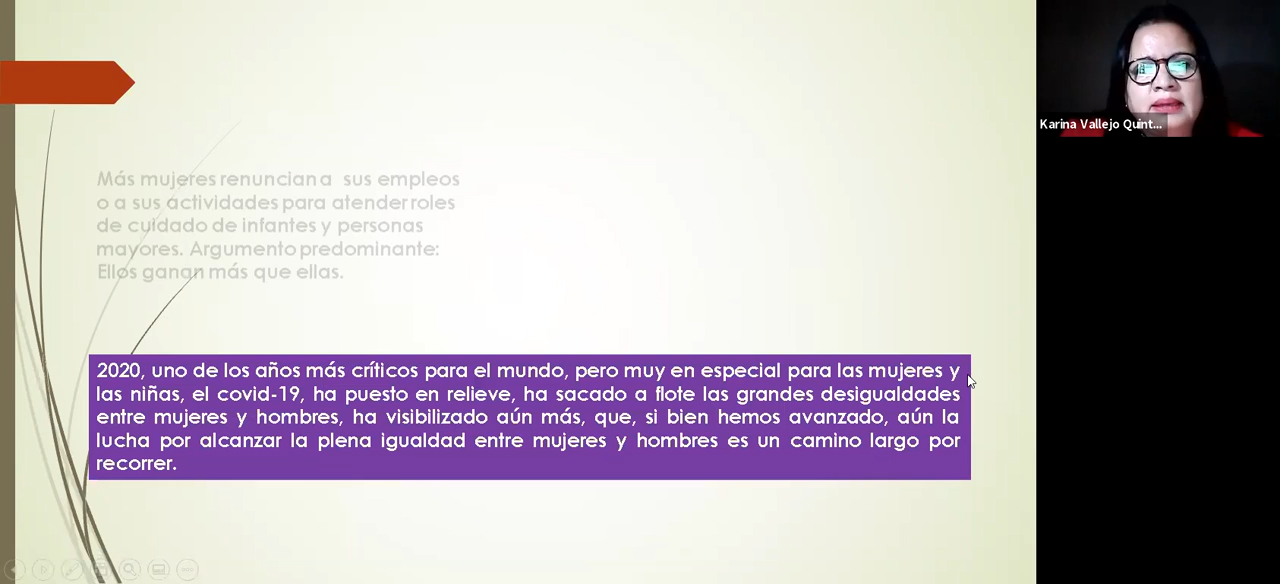 Más mujeres renuncian a sus empleos
o a sus actividades para atender roles
de cuidado de infantes y personas
mayores. Argumento predominante:
Ellos ganan más que ellas.
2020, uno de los años más críticos para el mundo, pero muy en especial para las mujeres y
las niñas, el covid-19, ha puesto en relieve, ha sacado a flote las grandes desigualdades
entre mujeres y hombres, ha visibilizado aún más, que, si bien hemos avanzado, aún la
lucha por alcanzar la plena igualdad entre mujeres y hombres es un camino largo por
recorrer.
Karina Vallejo Quint...